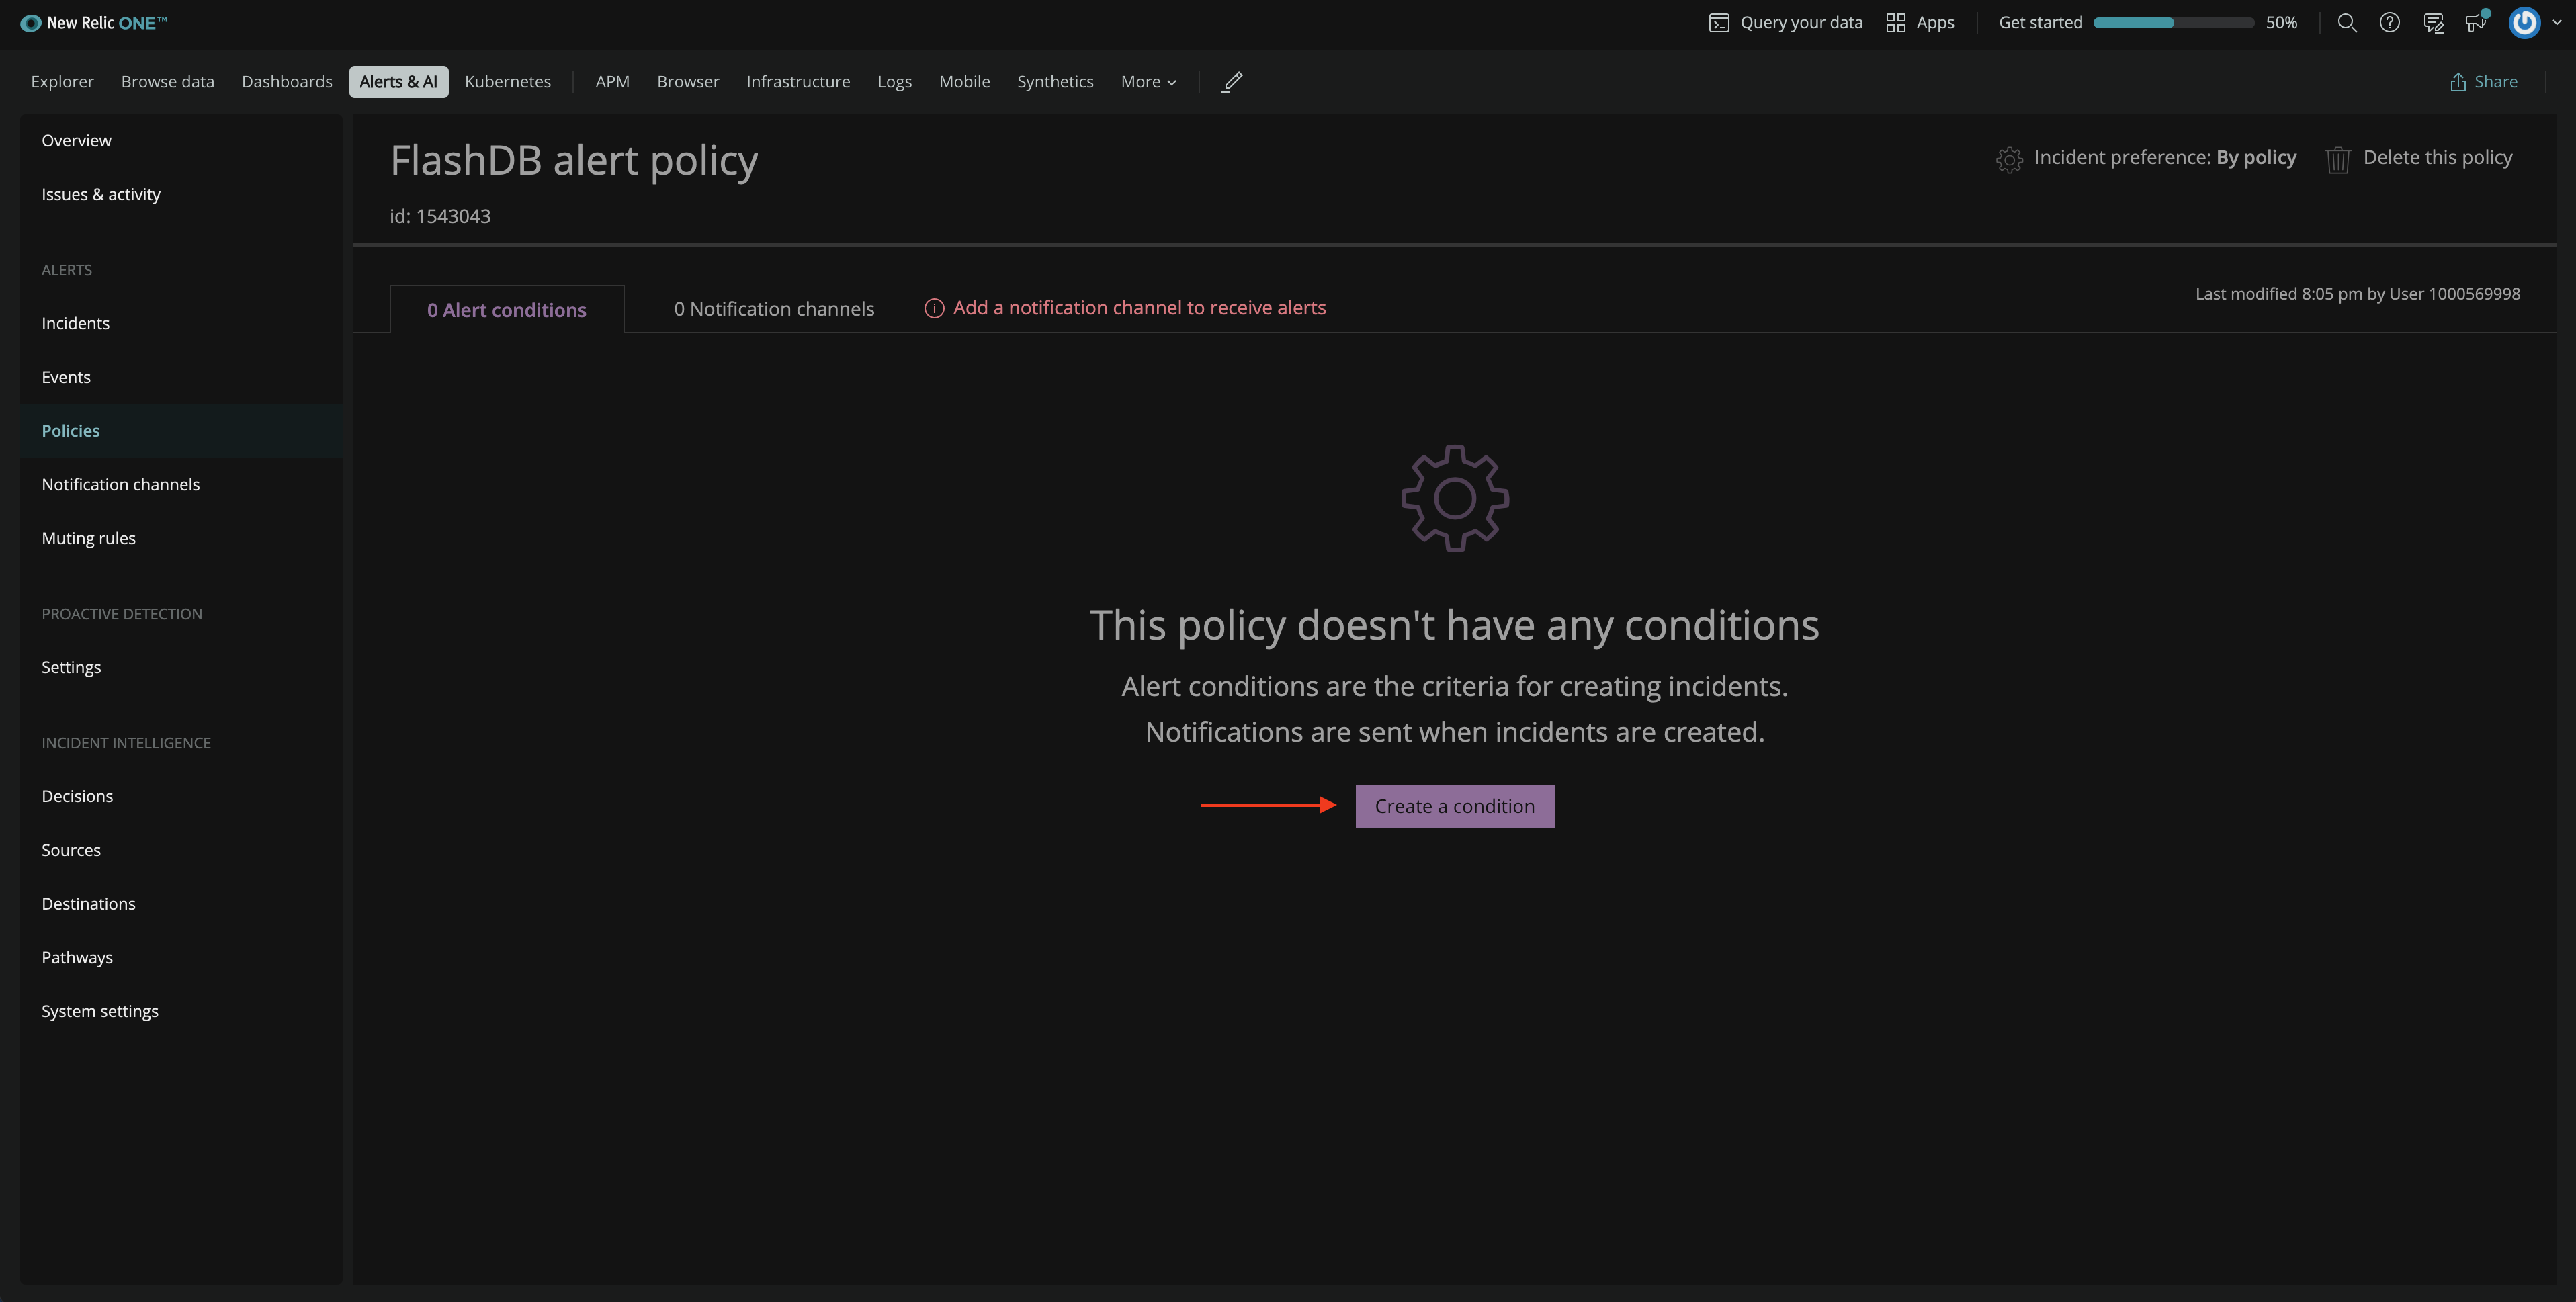 New Relic ONE™
Query your data
Apps
Get started
50%
Explorer
Browse data
Dashboards
Alerts & AI
Kubernetes
APM
Browser
Infrastructure
Logs
Mobile
Synthetics
More
Share
Overview
Issues & activity
ALERTS
Incidents
Events
Policies
Notification channels
Muting rules
PROACTIVE DETECTION
Settings
INCIDENT INTELLIGENCE
Decisions
Sources
Destinations
Pathways
System settings
FlashDB alert policy
id: 1543043
Incident preference: By policy
Delete this policy
0 Alert conditions
0 Notification channels
Add a notification channel to receive alerts
Last modified 8:05 pm by User 1000569998
This policy doesn't have any conditions
Alert conditions are the criteria for creating incidents.
Notifications are sent when incidents are created.
Create a condition